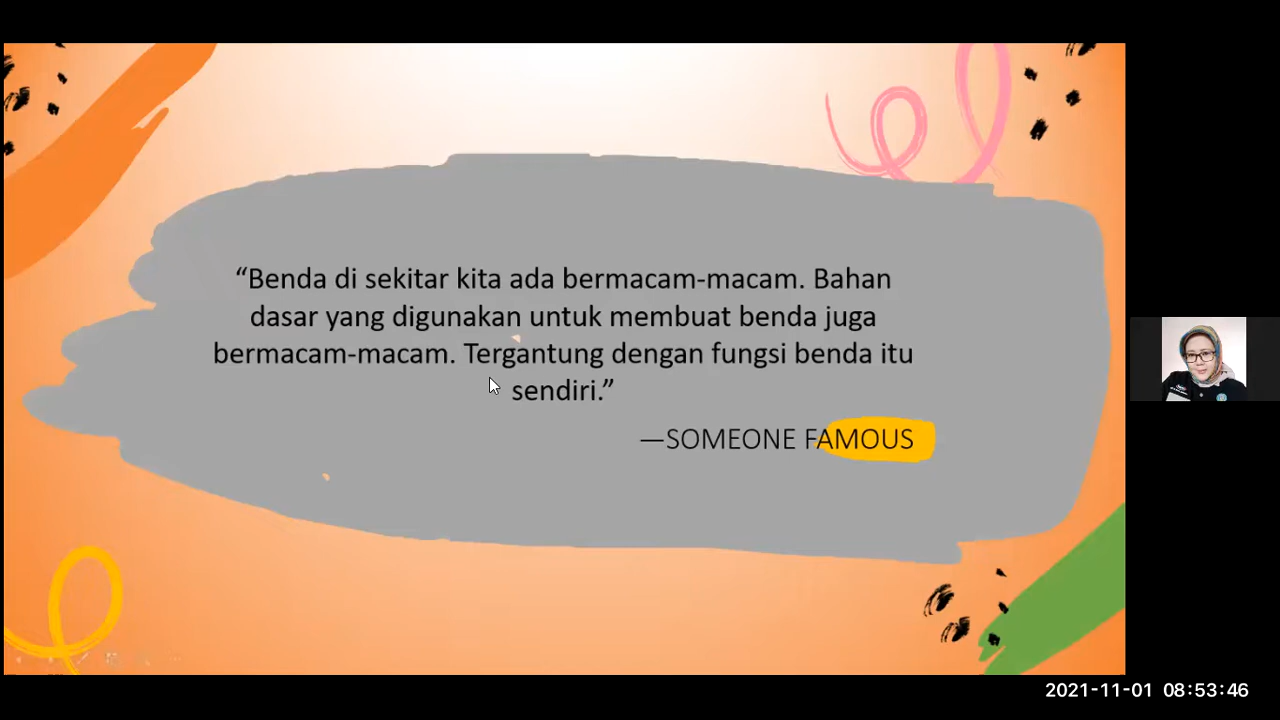 “Benda di sekitar kita ada bermacam-macam. Bahan
dasar yang digunakan untuk membuat benda juga
bermacam-macam. Tergantung dengan fungsi benda itu
sendiri.”
—SOMEONE FAMOUS
2021-11-01 08:53:46